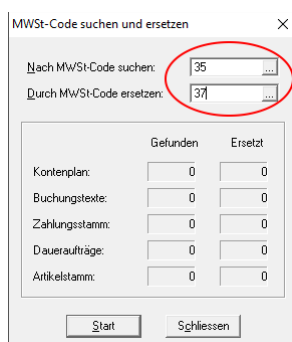 MWSt-Code suchen und ersetzen
Nach MWSt-Code suchen: 35 ...
Durch MWSt-Code ersetzen: 37 ...
Gefunden Ersetzt
Kontenplan: 0 0
Buchungstexte: 0 0
Zahlungsstamm: 0 0
Daueraufträge: 0 0
Artikelstamm: 0 0
Start Schliessen